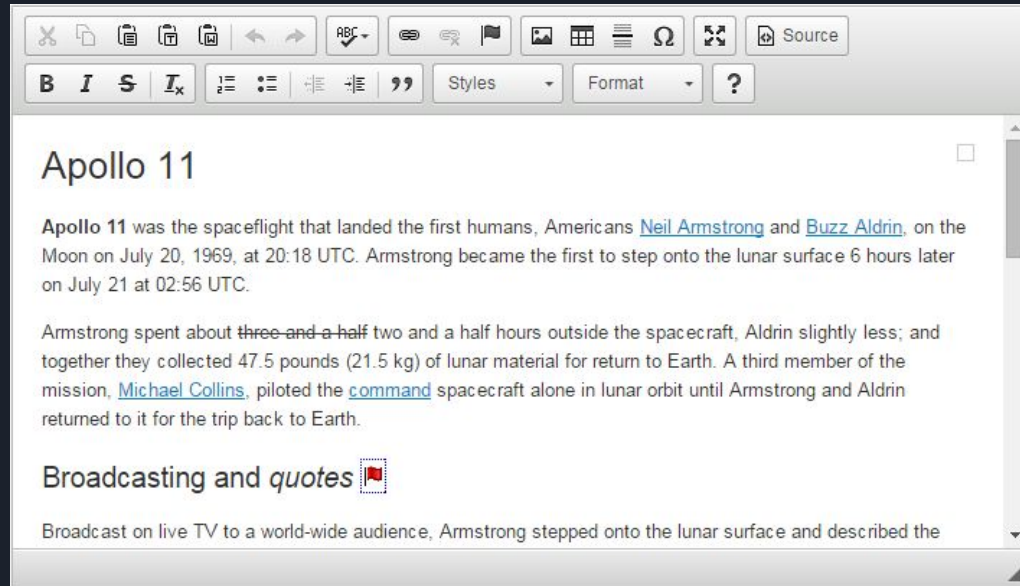 ABC
Ω
Source
B I S Tx
Styles
Format
?
Apollo 11
Apollo 11 was the spaceflight that landed the first humans, Americans Neil Armstrong and Buzz Aldrin, on the
Moon on July 20, 1969, at 20:18 UTC. Armstrong became the first to step onto the lunar surface 6 hours later
on July 21 at 02:56 UTC.
Armstrong spent about three and a half two and a half hours outside the spacecraft, Aldrin slightly less; and
together they collected 47.5 pounds (21.5 kg) of lunar material for return to Earth. A third member of the
mission, Michael Collins, piloted the command spacecraft alone in lunar orbit until Armstrong and Aldrin
returned to it for the trip back to Earth.
Broadcasting and quotes
Broadcast on live TV to a world-wide audience, Armstrong stepped onto the lunar surface and described the